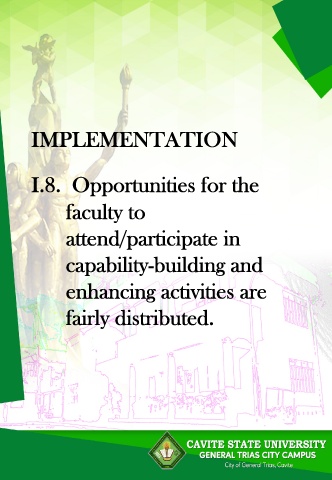 IMPLEMENTATION
I.8. Opportunities for the
faculty to
attend/participate in
capability-building and
enhancing activities are
fairly distributed.
CAVITE STATE UNIVERSITY
GENERAL TRIAS CITY CAMPUS
City of General Trias, Cavite